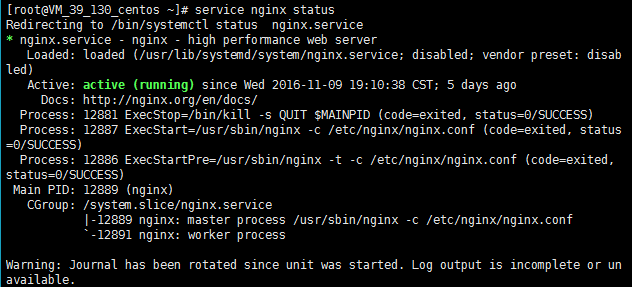 [root@VM_39_130_centos ~]# service nginx status
Redirecting to /bin/systemctl status  nginx.service
* nginx.service - nginx - high performance web server
   Loaded: loaded (/usr/lib/systemd/system/nginx.service; disabled; vendor preset: disab
led)
   Active: active (running) since Wed 2016-11-09 19:10:38 CST; 5 days ago
     Docs: http://nginx.org/en/docs/
  Process: 12881 ExecStop=/bin/kill -s QUIT $MAINPID (code=exited, status=0/SUCCESS)
  Process: 12887 ExecStart=/usr/sbin/nginx -c /etc/nginx/nginx.conf (code=exited, status
=0/SUCCESS)
  Process: 12886 ExecStartPre=/usr/sbin/nginx -t -c /etc/nginx/nginx.conf (code=exited,
status=0/SUCCESS)
 Main PID: 12889 (nginx)
   CGroup: /system.slice/nginx.service
           |-12889 nginx: master process /usr/sbin/nginx -c /etc/nginx/nginx.conf
           `-12891 nginx: worker process

Warning: Journal has been rotated since unit was started. Log output is incomplete or un
available.